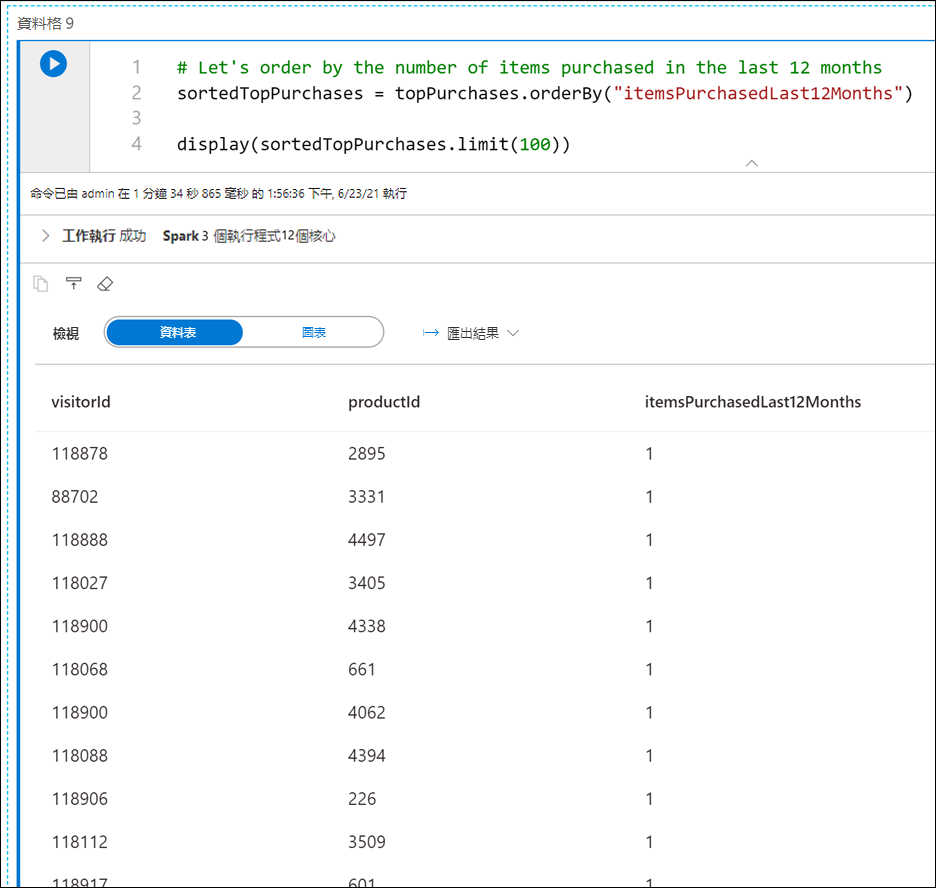 資料格 9
1 # Let's order by the number of items purchased in the last 12 months
2 sortedTopPurchases = topPurchases.orderBy("itemsPurchasedLast12Months")
3
4 display(sortedTopPurchases.limit(100))
命令已由 admin 在 1 分鐘 34 秒 865 毫秒 的 1:56:36 下午, 6/23/21 執行
工作執行 成功 Spark 3 個執行程式12個核心
檢視 資料表 圖表 匯出結果
visitorId productId itemsPurchasedLast12Months
118878 2895 1
88702 3331 1
118888 4497 1
118027 3405 1
118900 4338 1
118068 661 1
118900 4062 1
118088 4394 1
118906 226 1
118112 3509 1
118917 601 1